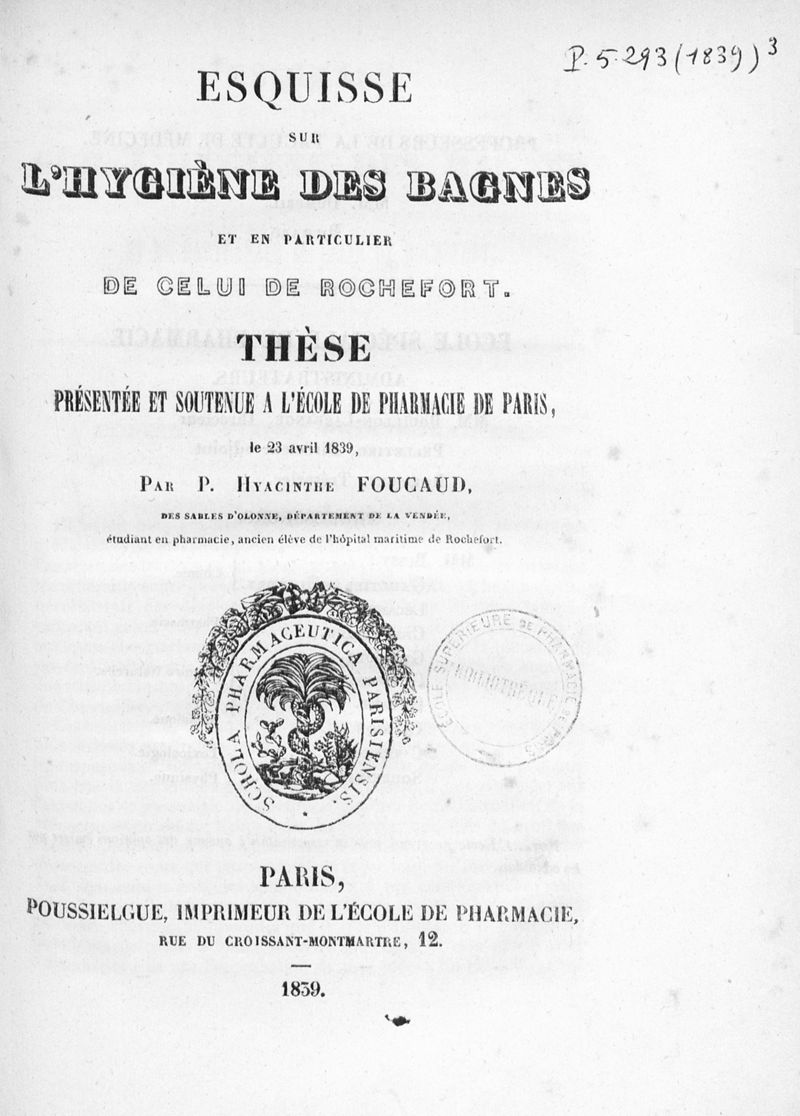 P. 5.293 (1839) 3
ESQUISSE
SUR
L'HYGIÈNE DES BAGNES
ET EN PARTICULIER
DE CELUI DE ROCHEFORT.
THÈSE
PRÉSENTÉE ET SOUTENUE A L'ÉCOLE DE PHARMACIE DE PARIS,
le 23 avril 1839,
PAR P. HYACINTHE FOUCAUD,
DES SABLES D'OLONNE, DÉPARTEMENT DE LA VENDÉE,
étudiant en pharmacie, ancien élève de l'hôpital maritime de Rochefort.
SCHOLA PHARMACEUTICA PARISIENSIS.
ÉCOLE SUPÉRIEURE DE PHARMACIE DE PARIS
BIBLIOTHÈQUE
PARIS,
POUSSIELGUE, IMPRIMEUR DE L'ÉCOLE DE PHARMACIE,
RUE DU CROISSANT-MONTMARTRE, 12.
1839.